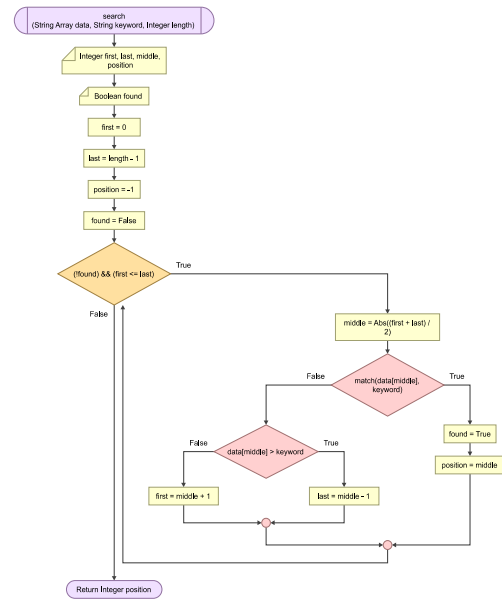 search
(String Array data, String keyword, Integer length)
Integer first, last, middle,
position
Boolean found
first = 0
last = length - 1
position = -1
found = False
(!found) && (first <= last)
True
False
middle = Abs((first + last) /
2)
match(data[middle],
keyword)
False
True
found = True
position = middle
data[middle] > keyword
False
True
first = middle + 1
last = middle - 1
Return Integer position